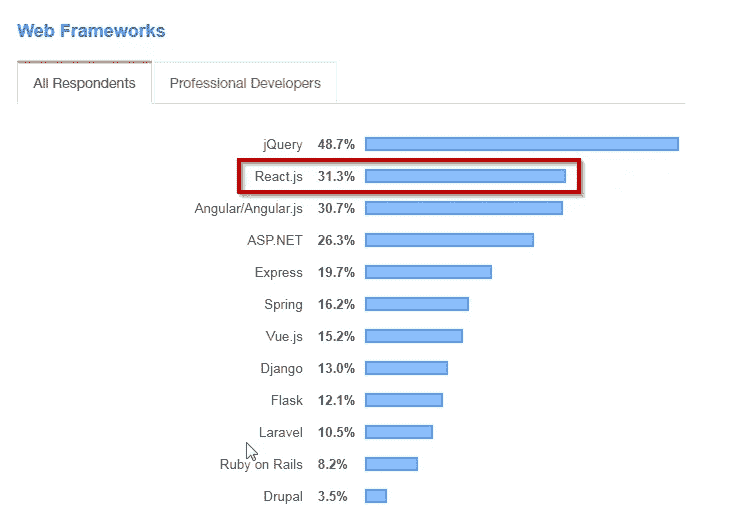 Web Frameworks
All Respondents Professional Developers
jQuery 48.7%
React.js 31.3%
Angular/Angular.js 30.7%
ASP.NET 26.3%
Express 19.7%
Spring 16.2%
Vue.js 15.2%
Django 13.0%
Flask 12.1%
Laravel 10.5%
Ruby on Rails 8.2%
Drupal 3.5%